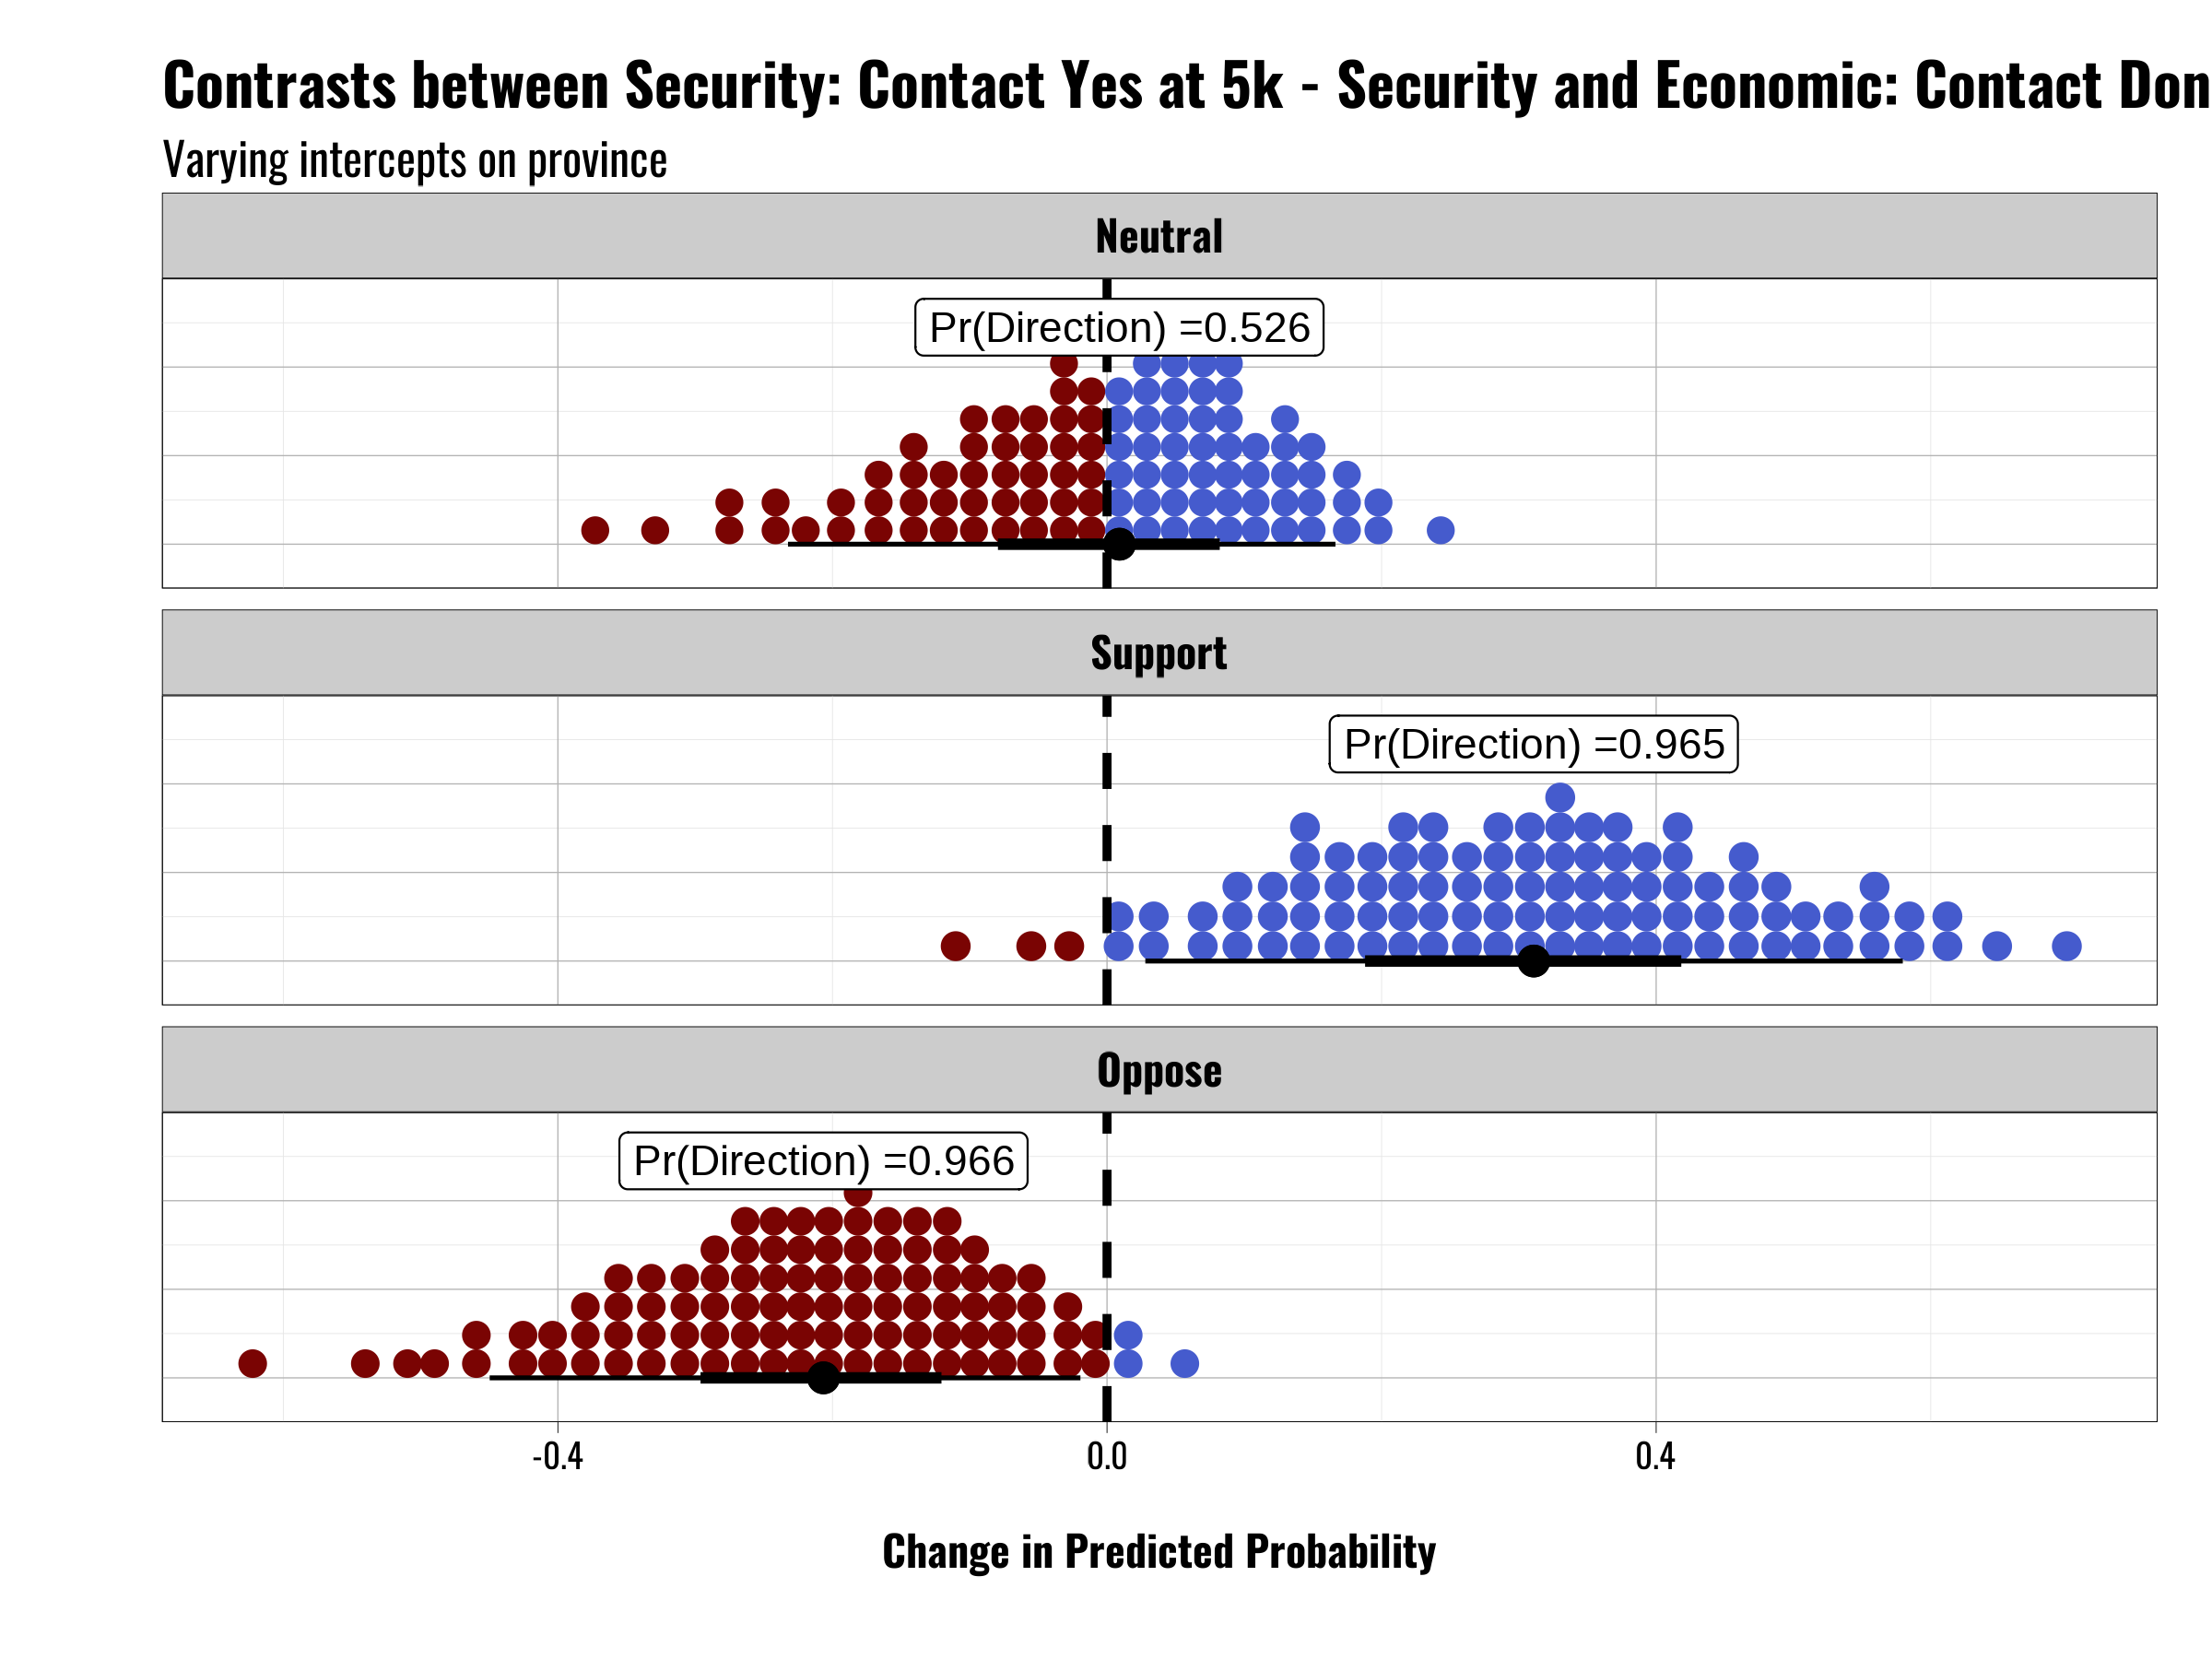 Contrasts between Security: Contact Yes at 5k - Security and Economic: Contact Don
Varying intercepts on province
Neutral
Pr(Direction) =0.526
Support
Pr(Direction) =0.965
Oppose
Pr(Direction) =0.966
-0.4 0.0 0.4
Change in Predicted Probability